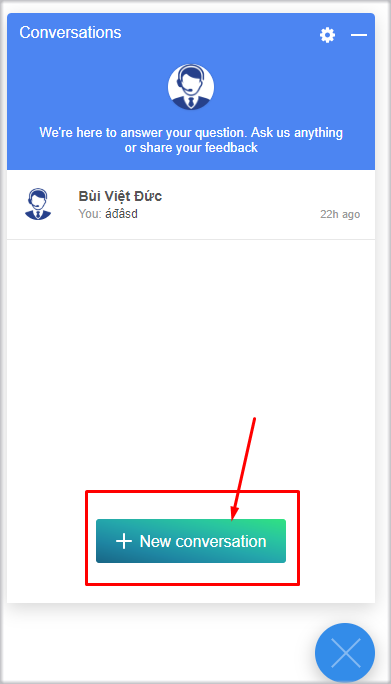 Conversations
We're here to answer your question. Ask us anything
or share your feedback
Bùi Việt Đức
You: áđâsd
22h ago
New conversation